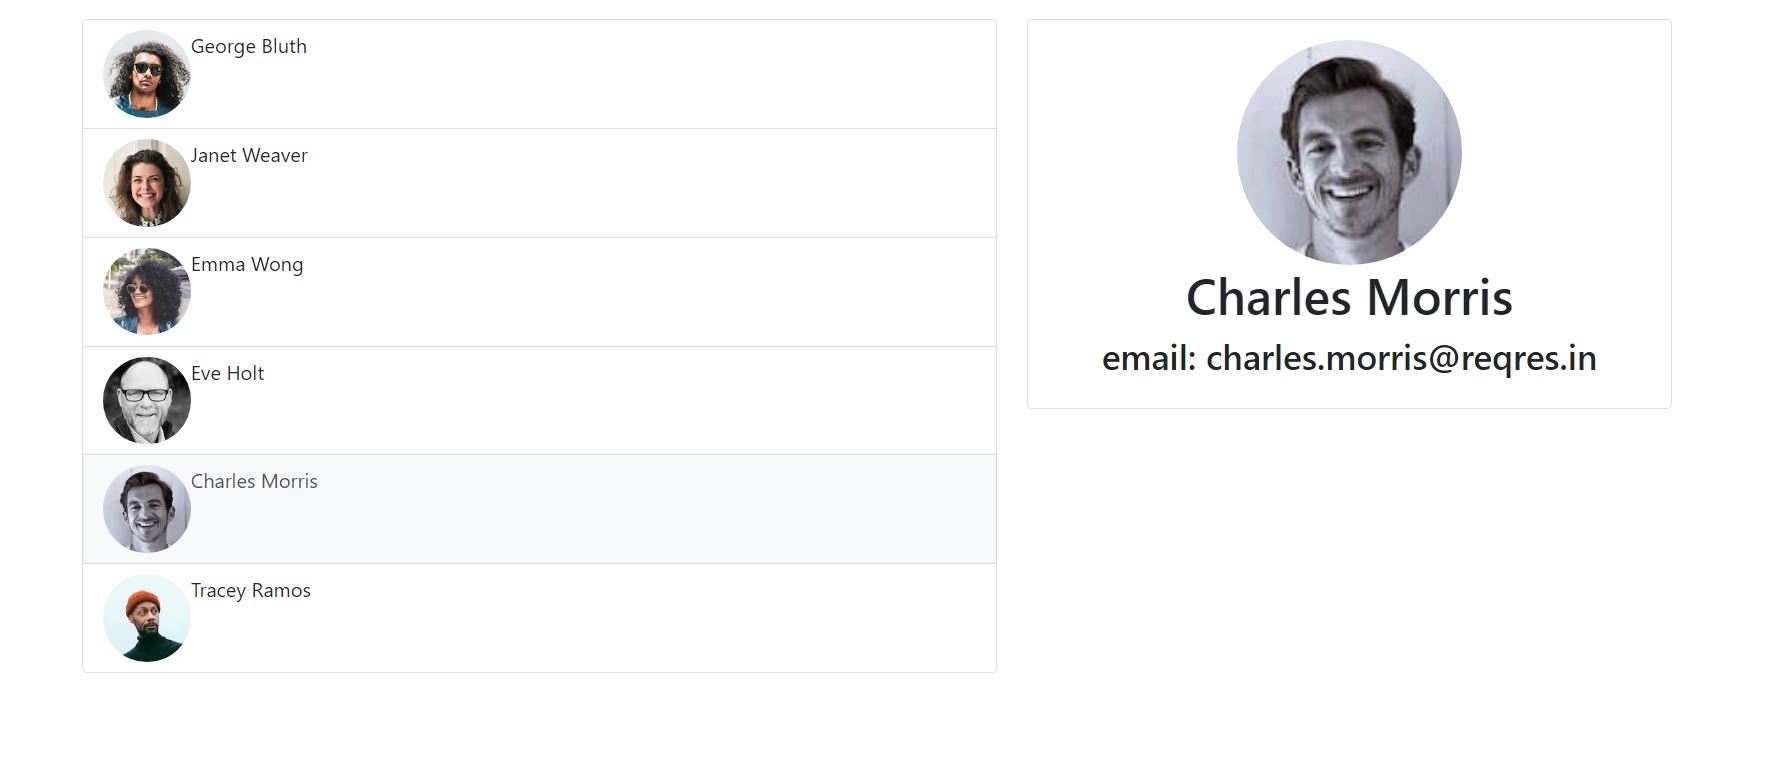 George Bluth
Janet Weaver
Emma Wong
Eve Holt
Charles Morris
Tracey Ramos
Charles Morris
email: charles.morris@reqres.in